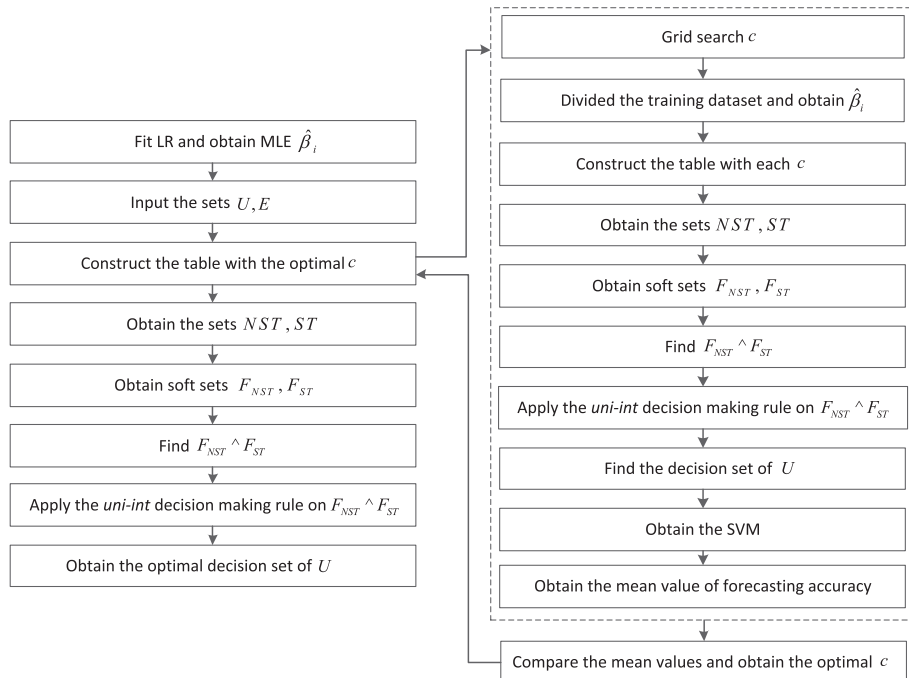 Fit LR and obtain MLE β̂ᵢ
Input the sets U, E
Construct the table with the optimal c
Obtain the sets NST, ST
Obtain soft sets F_NST, F_ST
Find F_NST ^ F_ST
Apply the uni-int decision making rule on F_NST ^ F_ST
Obtain the optimal decision set of U
Grid search c
Divided the training dataset and obtain β̂ᵢ
Construct the table with each c
Obtain the sets NST, ST
Obtain soft sets F_NST, F_ST
Find F_NST ^ F_ST
Apply the uni-int decision making rule on F_NST ^ F_ST
Find the decision set of U
Obtain the SVM
Obtain the mean value of forecasting accuracy
Compare the mean values and obtain the optimal c